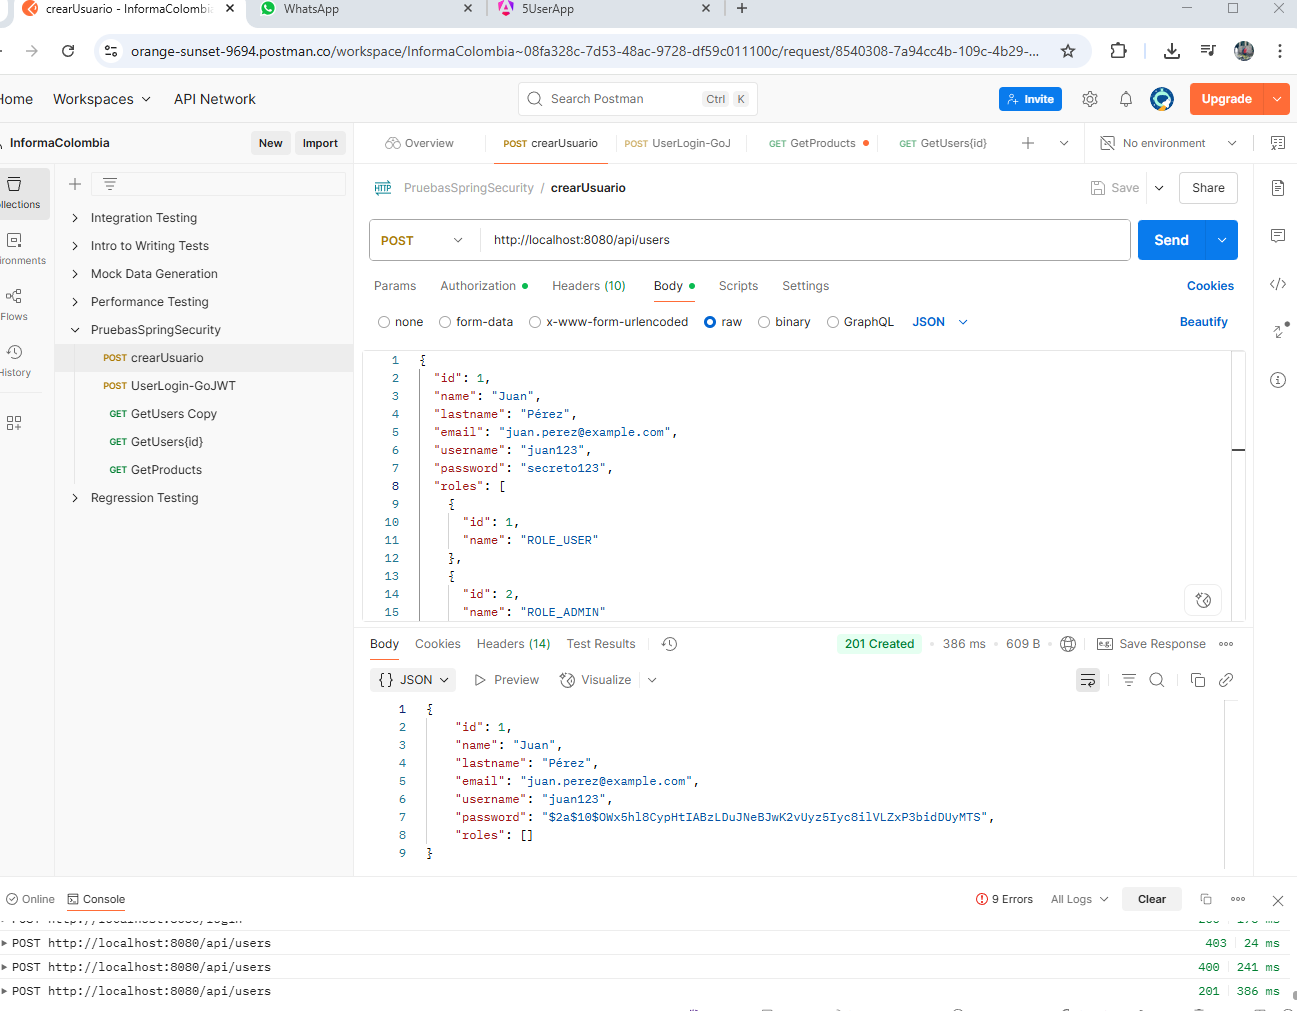 crearUsuario - InformaColombia
WhatsApp
5UserApp
orange-sunset-9694.postman.co/workspace/InformaColombia~08fa328c-7d53-48ac-9728-df59c011100c/request/8540308-7a94cc4b-109c-4b29-...
Home Workspaces API Network
Search Postman Ctrl K
Invite
Upgrade
InformaColombia New Import
Overview POST crearUsuario POST UserLogin-GoJ GET GetProducts GET GetUsers{id}
No environment
Collections
Environments
Flows
History
Integration Testing
Intro to Writing Tests
Mock Data Generation
Performance Testing
PruebasSpringSecurity
POST crearUsuario
POST UserLogin-GoJWT
GET GetUsers Copy
GET GetUsers{id}
GET GetProducts
Regression Testing
HTTP PruebasSpringSecurity / crearUsuario
Save Share
POST http://localhost:8080/api/users Send
Params Authorization Headers (10) Body Scripts Settings Cookies
none form-data x-www-form-urlencoded raw binary GraphQL JSON Beautify
1 {
2 "id": 1,
3 "name": "Juan",
4 "lastname": "Pérez",
5 "email": "juan.perez@example.com",
6 "username": "juan123",
7 "password": "secreto123",
8 "roles": [
9 {
10 "id": 1,
11 "name": "ROLE_USER"
12 },
13 {
14 "id": 2,
15 "name": "ROLE_ADMIN"
Body Cookies Headers (14) Test Results 201 Created 386 ms 609 B e.g. Save Response
{} JSON Preview Visualize
1 {
2 "id": 1,
3 "name": "Juan",
4 "lastname": "Pérez",
5 "email": "juan.perez@example.com",
6 "username": "juan123",
7 "password": "$2a$10$OWx5hl8CypHtIABzLDuJNeBJwK2vUyz5Iyc8ilVLZxP3bidDUyMTS",
8 "roles": []
9 }
Online Console 9 Errors All Logs Clear
POST http://localhost:8080/login
POST http://localhost:8080/api/users 403 24 ms
POST http://localhost:8080/api/users 400 241 ms
POST http://localhost:8080/api/users 201 386 ms